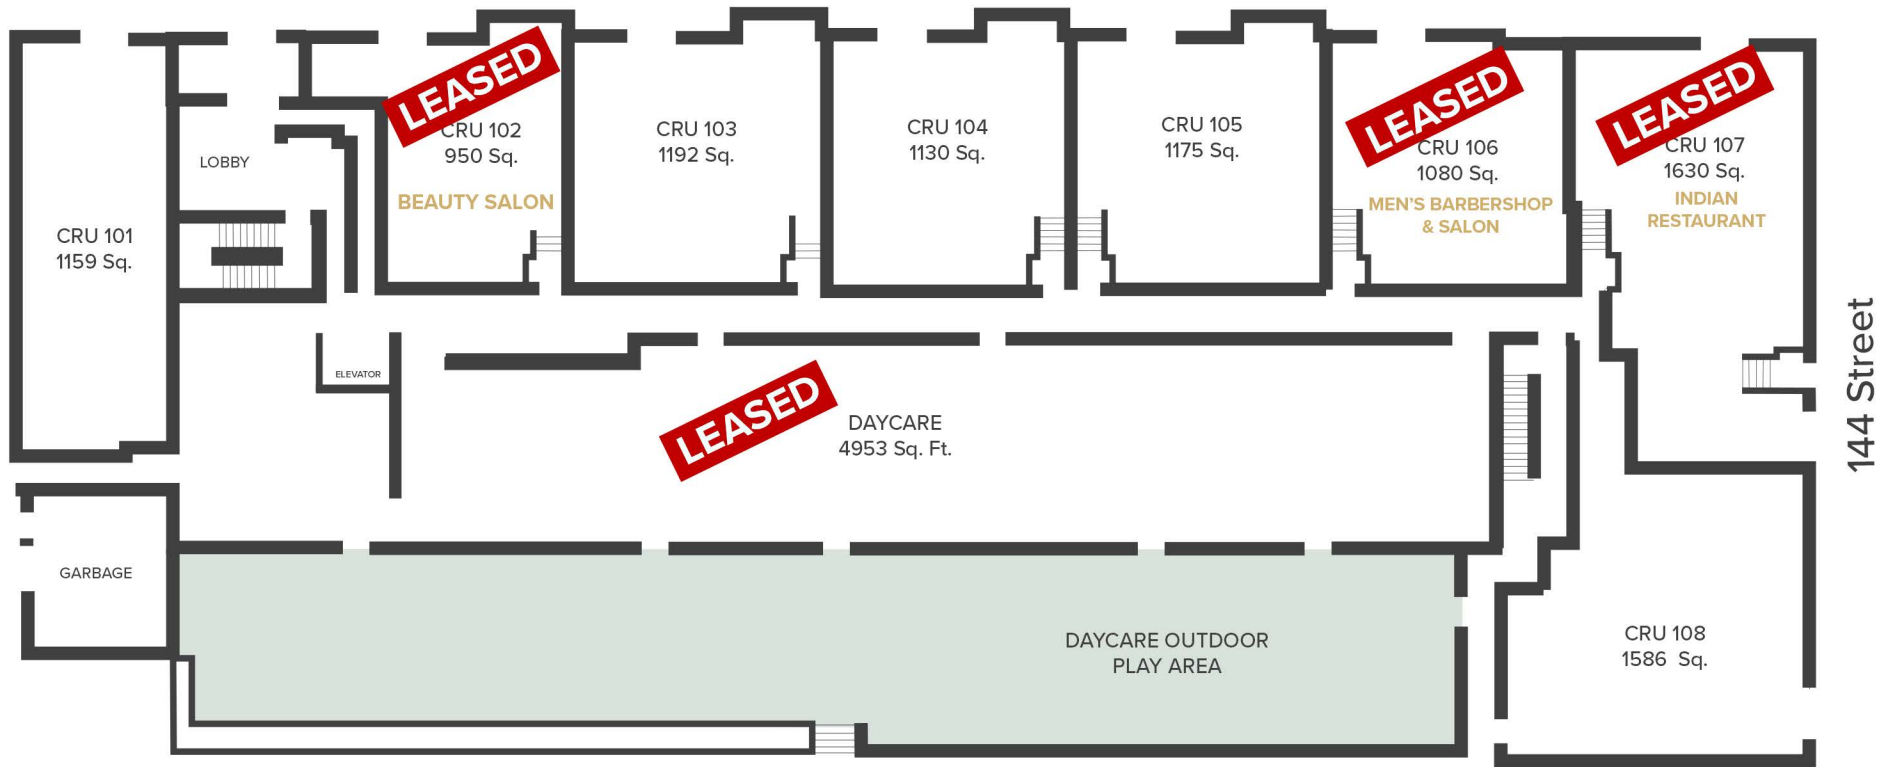 LEASED
CRU 102
950 Sq.
BEAUTY SALON
CRU 103
1192 Sq.
CRU 104
1130 Sq.
CRU 105
1175 Sq.
LEASED
CRU 106
1080 Sq.
MEN'S BARBERSHOP
& SALON
LEASED
CRU 107
1630 Sq.
INDIAN
RESTAURANT
LOBBY
CRU 101
1159 Sq.
144 Street
ELEVATOR
LEASED
DAYCARE
4953 Sq. Ft.
GARBAGE
DAYCARE OUTDOOR
PLAY AREA
CRU 108
1586 Sq.